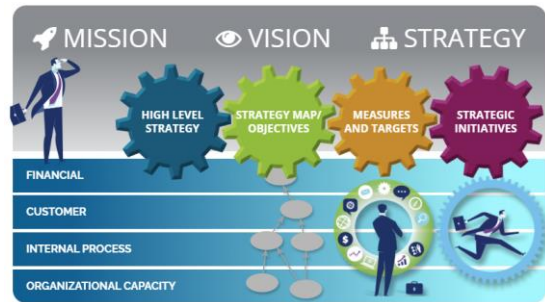 MISSION
VISION
STRATEGY
HIGH LEVEL
STRATEGY
STRATEGY MAP/
OBJECTIVES
MEASURES
AND TARGETS
STRATEGIC
INITIATIVES
FINANCIAL
CUSTOMER
INTERNAL PROCESS
ORGANIZATIONAL CAPACITY